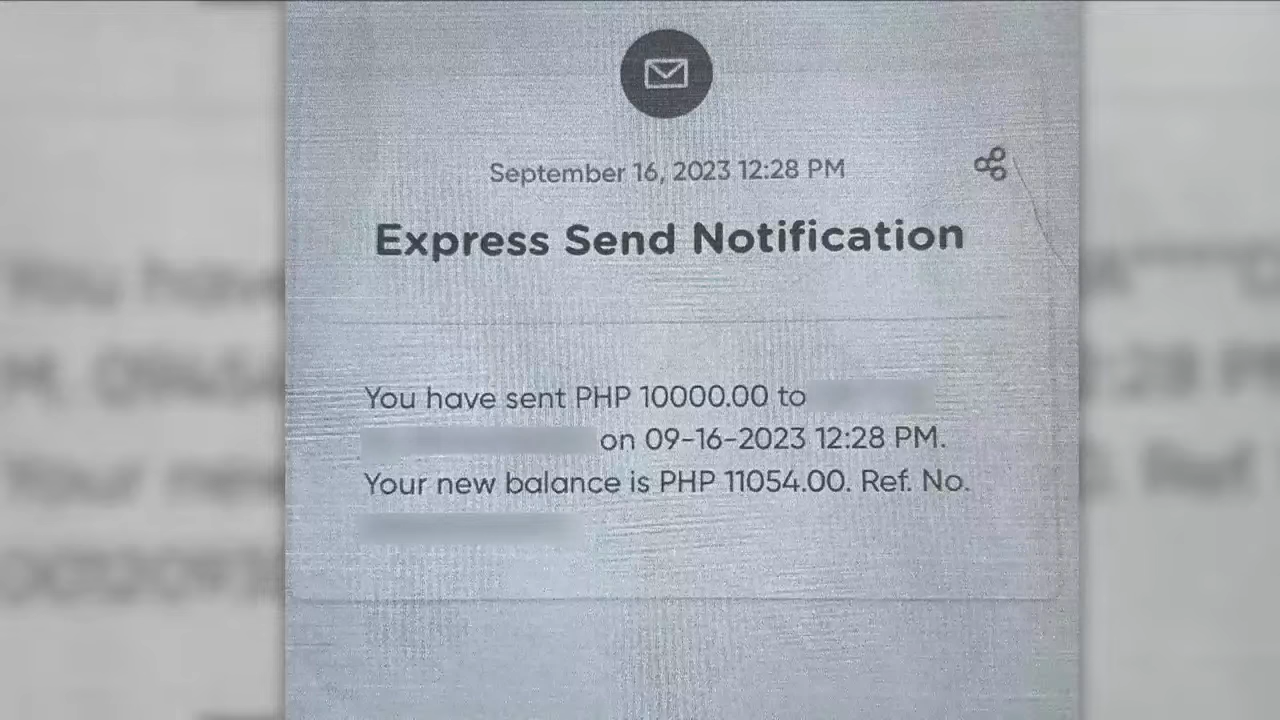 September 16, 2023 12:28 PM
Express Send Notification
You have sent PHP 10000.00 to
on 09-16-2023 12:28 PM.
Your new balance is PHP 11054.00. Ref. No.